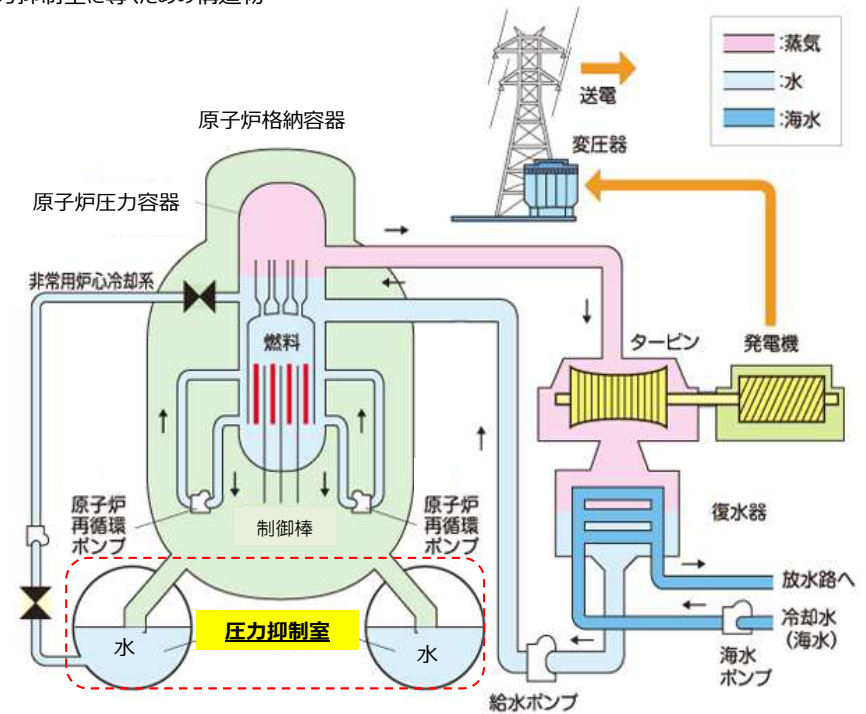 :蒸気
:水
:海水
送電
変圧器
原子炉格納容器
原子炉圧力容器
非常用炉心冷却系
燃料
タービン
発電機
原子炉
再循環
ポンプ
制御棒
原子炉
再循環
ポンプ
復水器
放水路へ
冷却水
(海水)
海水
ポンプ
給水ポンプ
圧力抑制室
水
水